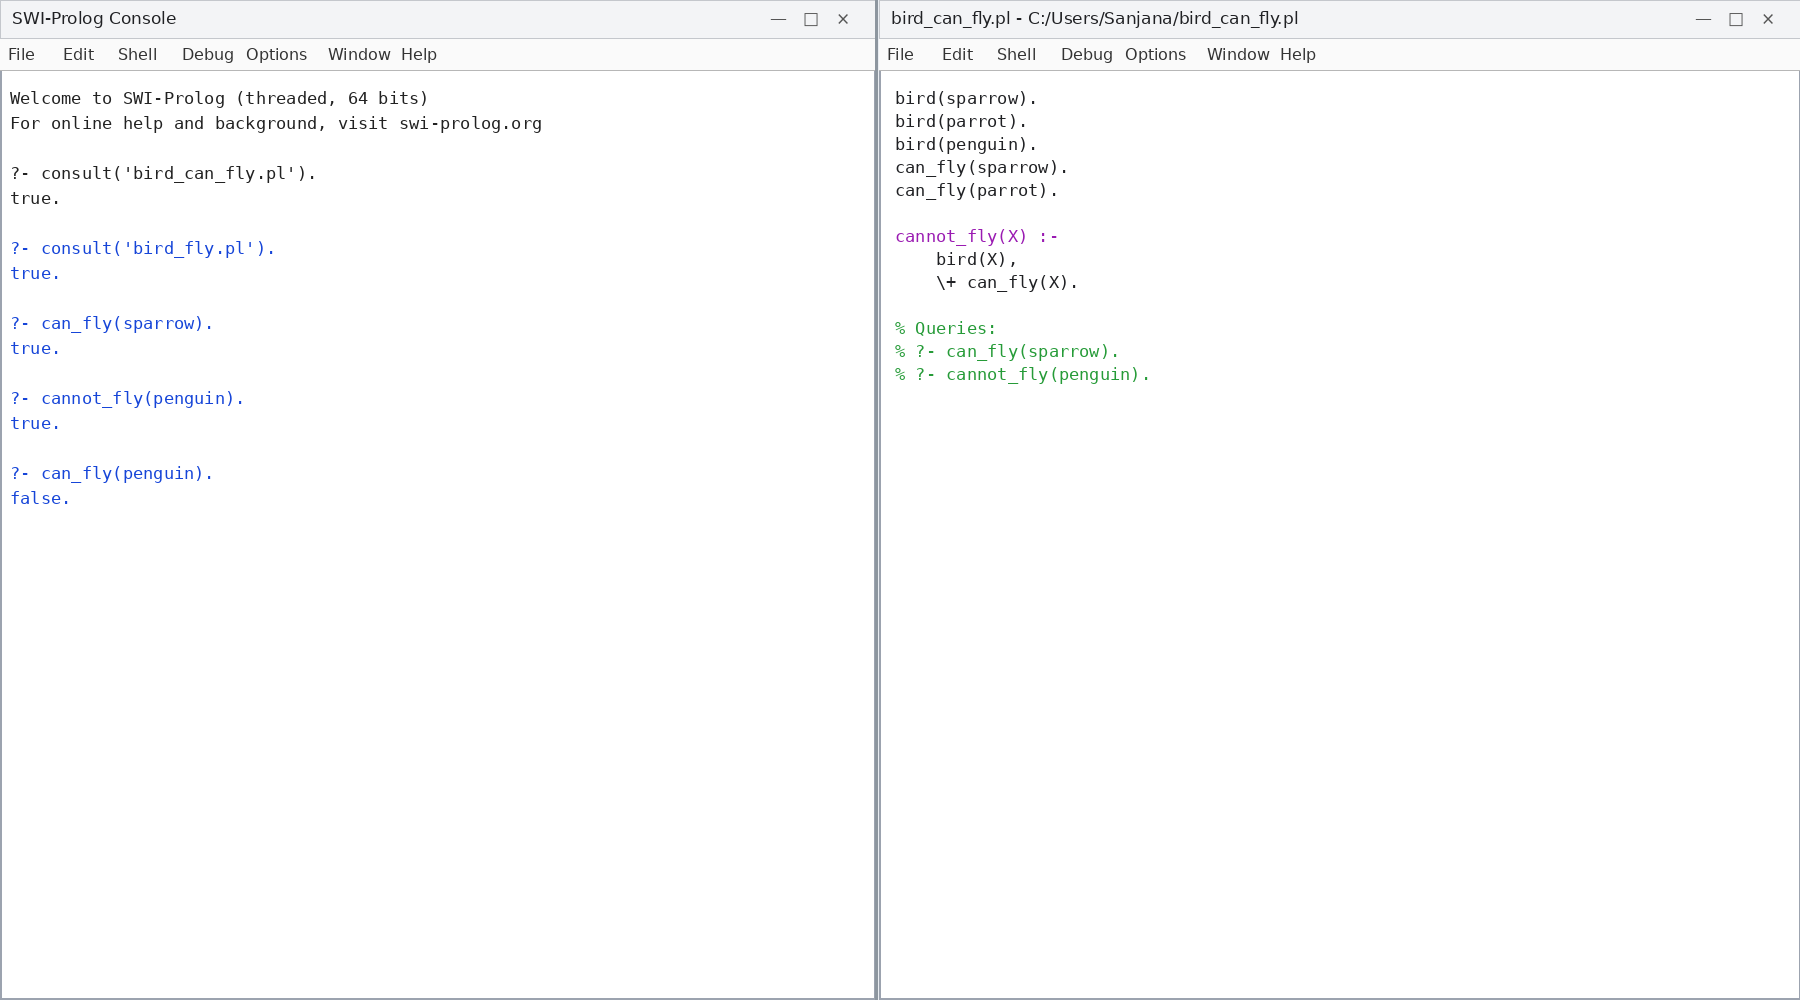 SWI-Prolog Console
File Edit Shell Debug Options Window Help
Welcome to SWI-Prolog (threaded, 64 bits)
For online help and background, visit swi-prolog.org
?- consult('bird_can_fly.pl').
true.
?- consult('bird_fly.pl').
true.
?- can_fly(sparrow).
true.
?- cannot_fly(penguin).
true.
?- can_fly(penguin).
false.
bird_can_fly.pl - C:/Users/Sanjana/bird_can_fly.pl
File Edit Shell Debug Options Window Help
bird(sparrow).
bird(parrot).
bird(penguin).
can_fly(sparrow).
can_fly(parrot).
cannot_fly(X) :-
    bird(X),
    \+ can_fly(X).
% Queries:
% ?- can_fly(sparrow).
% ?- cannot_fly(penguin).